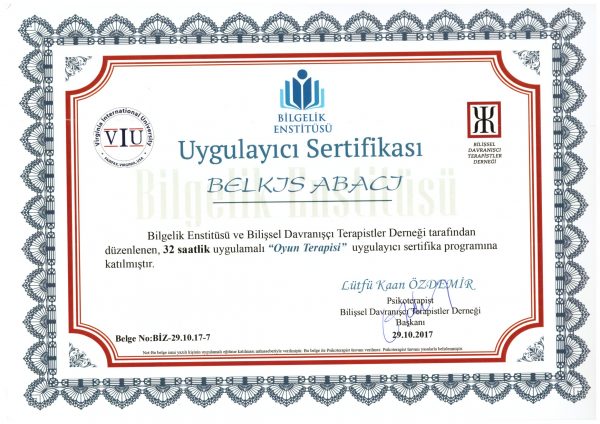 BİLGELİK
ENSTİTÜSÜ
Virginia International University
VIU
FAIRFAX, VIRGINIA, USA
BİLİŞSEL
DAVRANIŞÇI
TERAPİSTLER
DERNEĞİ
Uygulayıcı Sertifikası
Bilgelik Enstitüsü
BELKIS ABACI
Bilgelik Enstitüsü ve Bilişsel Davranışçı Terapistler Derneği tarafından
düzenlenen, 32 saatlik uygulamalı “Oyun Terapisi” uygulayıcı sertifika programına
katılmıştır.
Lütfü Kaan ÖZDEMİR
Psikoterapist
Bilişsel Davranışçı Terapistler Derneği
Başkanı
29.10.2017
Belge No:BİZ-29.10.17-7